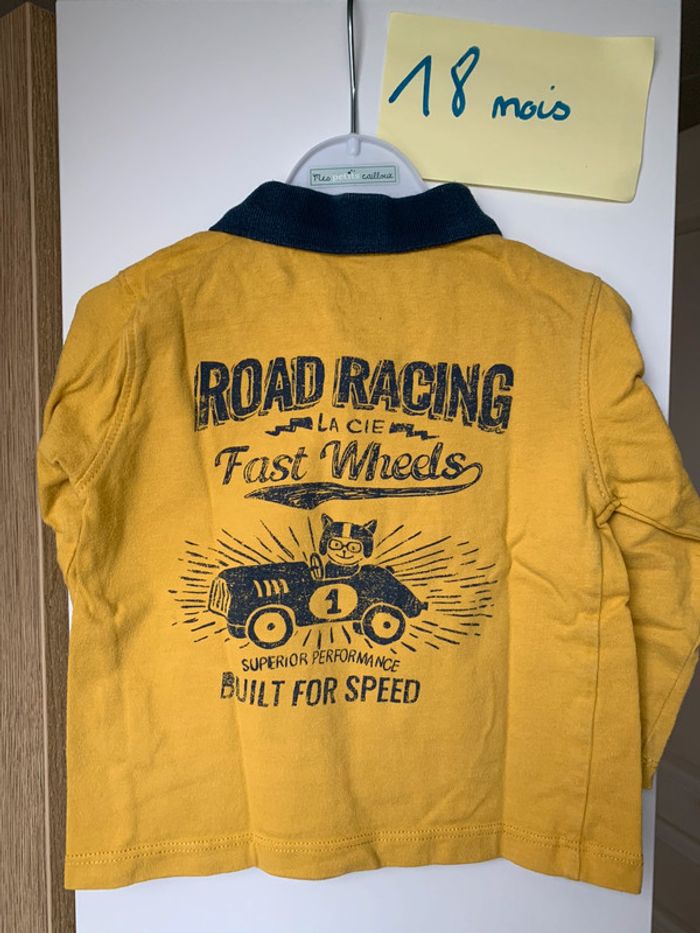 18 mois
Mes petits cailloux
ROAD RACING
LA CIE
Fast Wheels
1
SUPERIOR PERFORMANCE
BUILT FOR SPEED